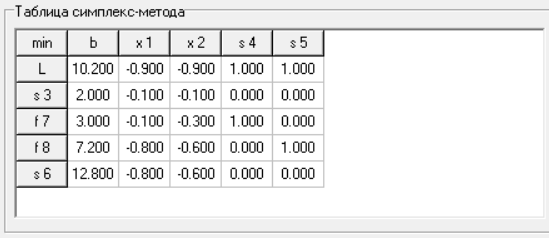 Таблица симплекс-метода
min b x 1 x 2 s 4 s 5
L 10.200 -0.900 -0.900 1.000 1.000
s 3 2.000 -0.100 -0.100 0.000 0.000
f 7 3.000 -0.100 -0.300 1.000 0.000
f 8 7.200 -0.800 -0.600 0.000 1.000
s 6 12.800 -0.800 -0.600 0.000 0.000